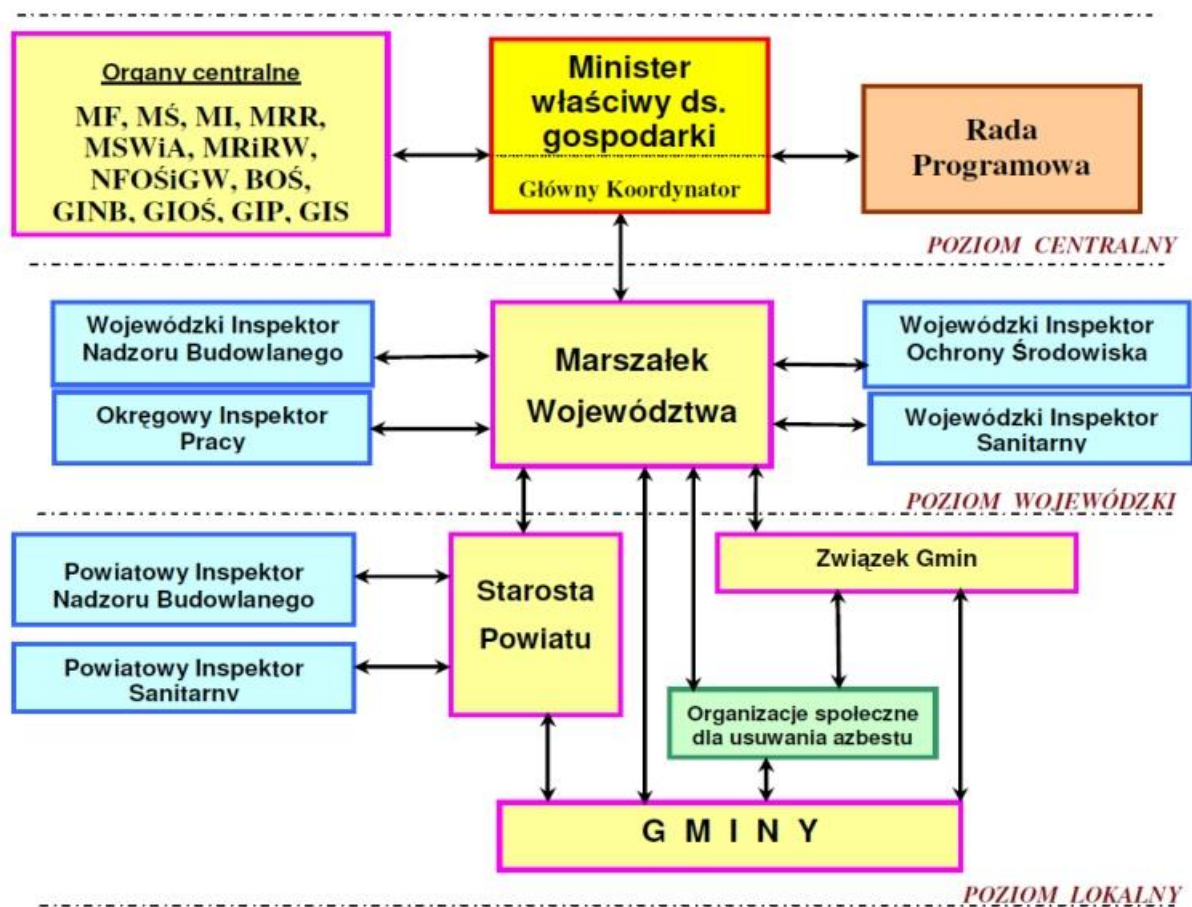 Organy centralne
MF, MŚ, MI, MRR,
MSWiA, MRiRW,
NFOŚiGW, BOŚ,
GINB, GIOŚ, GIP, GIS
Minister
właściwy ds.
gospodarki
Główny Koordynator
Rada
Programowa
POZIOM CENTRALNY
Wojewódzki Inspektor
Nadzoru Budowlanego
Okręgowy Inspektor
Pracy
Marszałek
Województwa
Wojewódzki Inspektor
Ochrony Środowiska
Wojewódzki Inspektor
Sanitarny
POZIOM WOJEWÓDZKI
Powiatowy Inspektor
Nadzoru Budowlanego
Powiatowy Inspektor
Sanitarny
Starosta
Powiatu
Związek Gmin
Organizacje społeczne
dla usuwania azbestu
G M I N Y
POZIOM LOKALNY